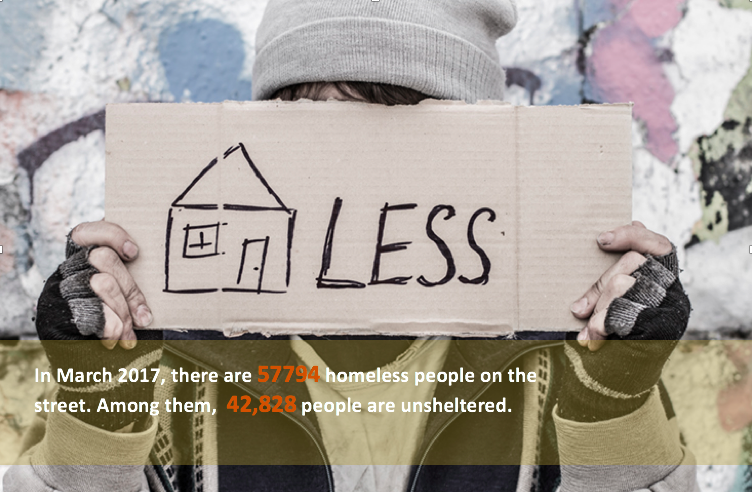 LESS
In March 2017, there are 57794 homeless people on the
street. Among them, 42,828 people are unsheltered.